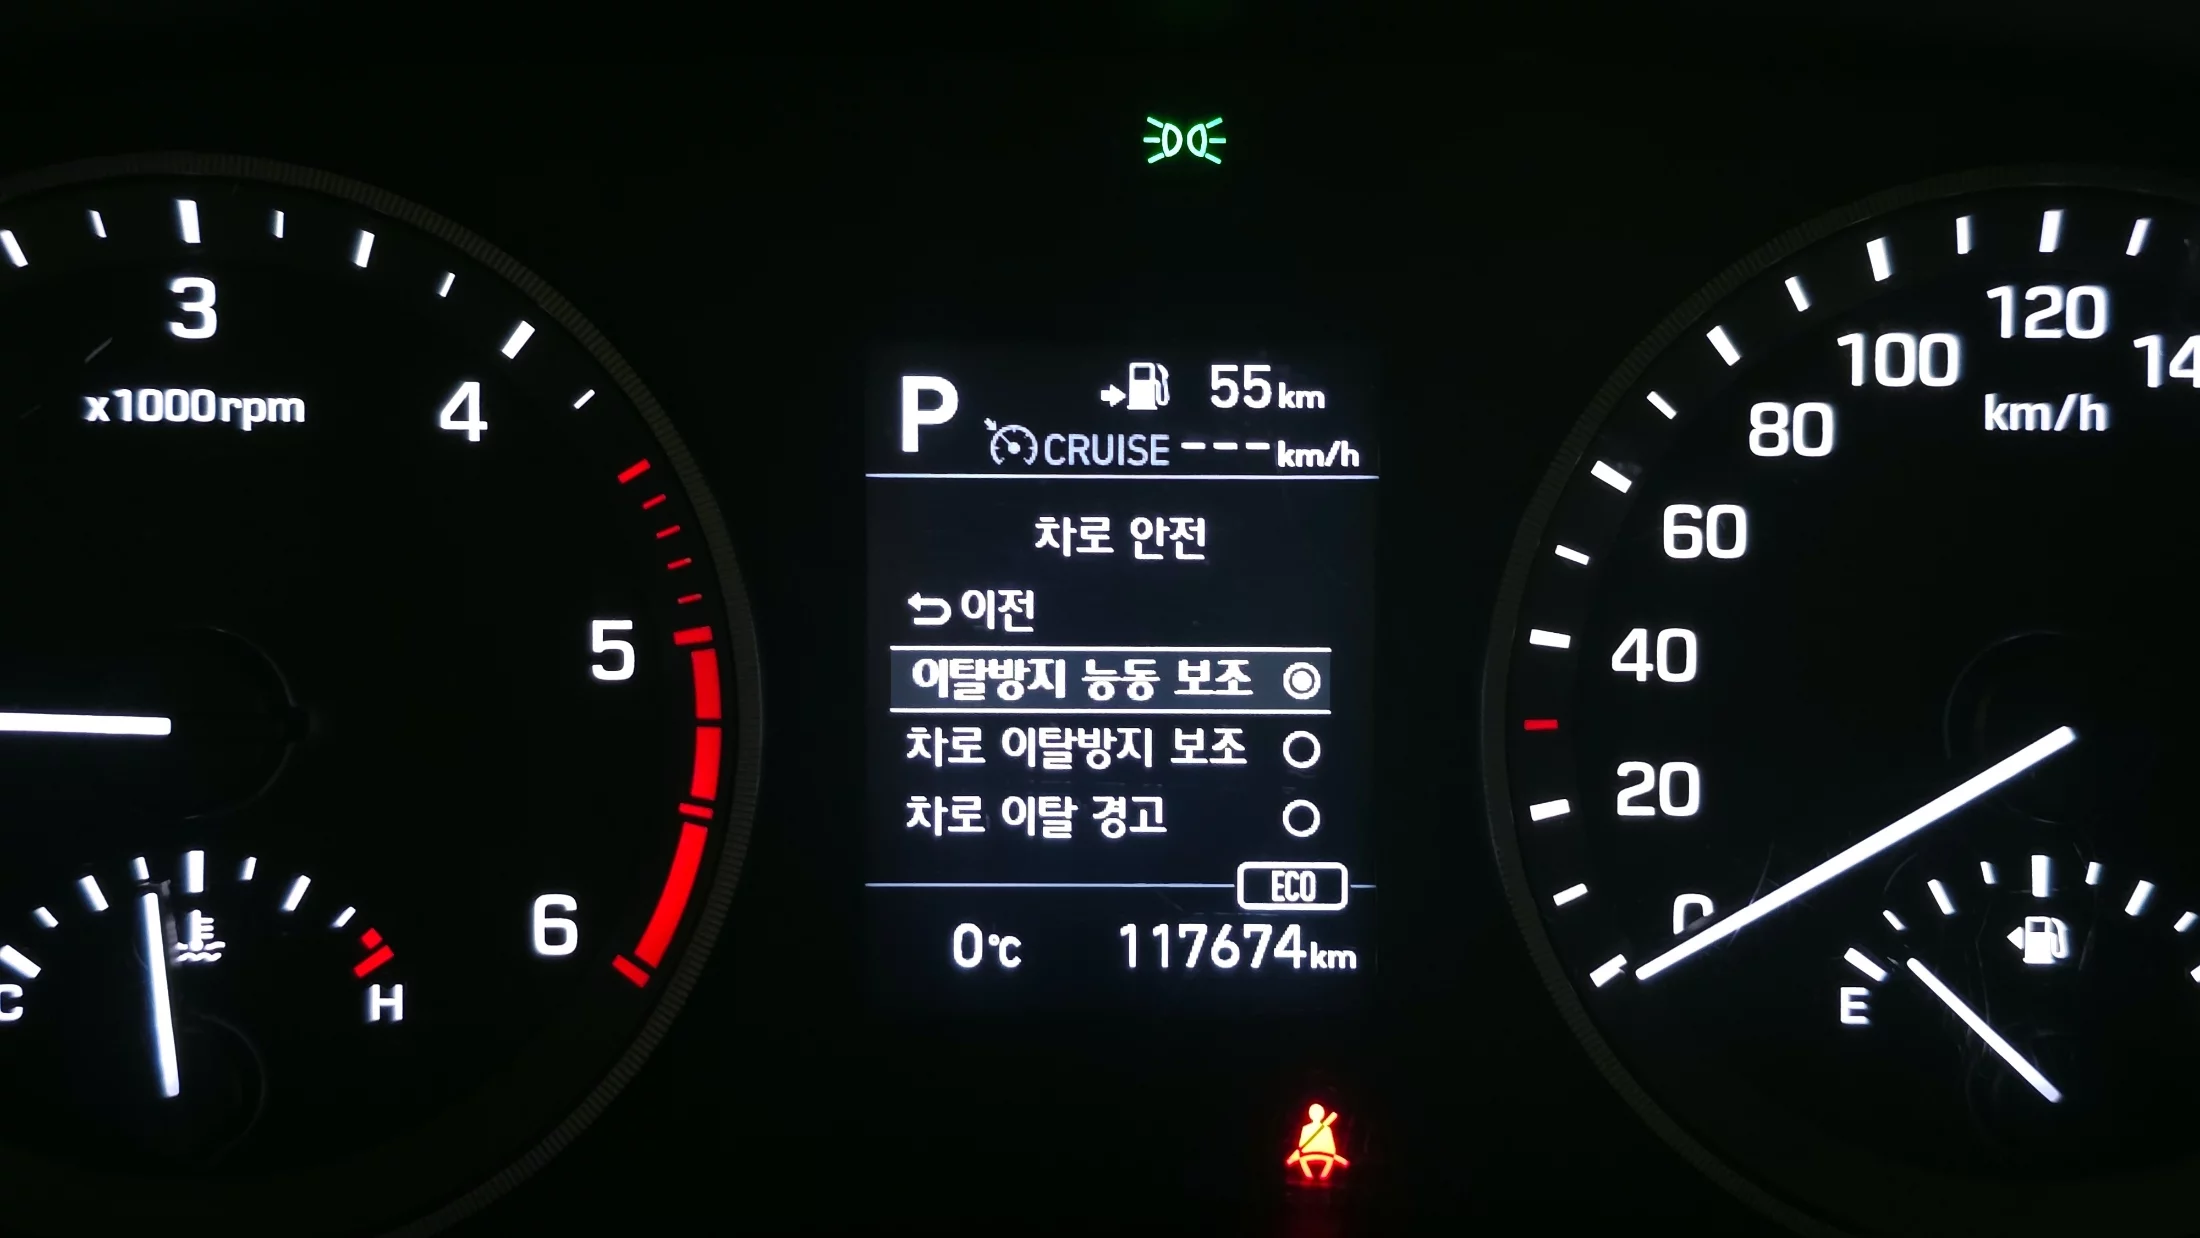 3
x1000rpm
4
5
6
C
H
P
55km
CRUISE ---km/h
차로 안전
이전
이탈방지 능동 보조
차로 이탈방지 보조
차로 이탈 경고
ECO
0℃
117674km
120
100
80
km/h
60
40
20
0
E